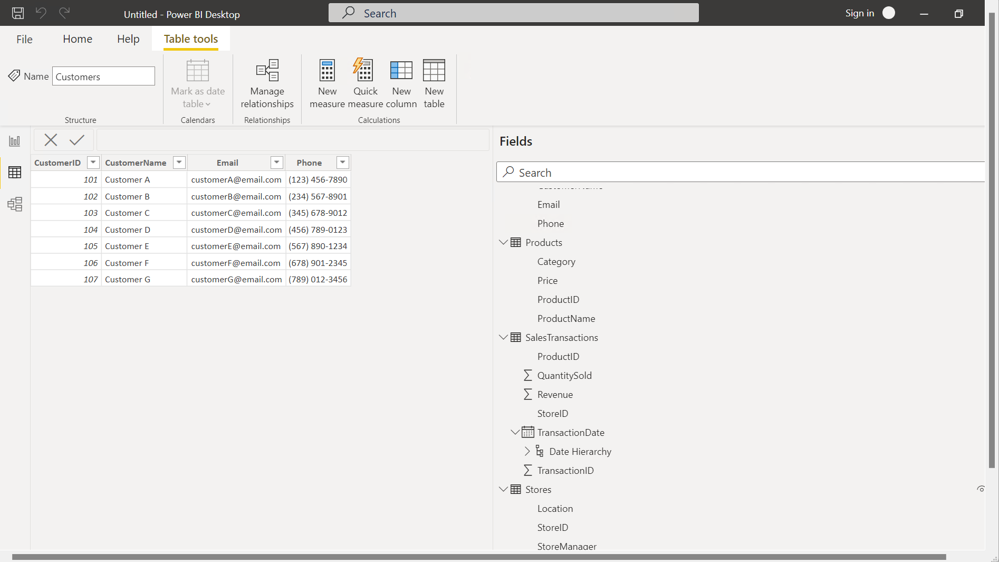 Untitled - Power BI Desktop
Search
Sign in
File
Home
Help
Table tools
Name
Customers
Structure
Mark as date
table
Calendars
Manage
relationships
Relationships
New
measure
Quick
measure
New
column
New
table
Calculations
CustomerID CustomerName Email Phone
101 Customer A customerA@email.com (123) 456-7890
102 Customer B customerB@email.com (234) 567-8901
103 Customer C customerC@email.com (345) 678-9012
104 Customer D customerD@email.com (456) 789-0123
105 Customer E customerE@email.com (567) 890-1234
106 Customer F customerF@email.com (678) 901-2345
107 Customer G customerG@email.com (789) 012-3456
Fields
Search
Email
Phone
Products
Category
Price
ProductID
ProductName
SalesTransactions
ProductID
QuantitySold
Revenue
StoreID
TransactionDate
Date Hierarchy
TransactionID
Stores
Location
StoreID
StoreManager